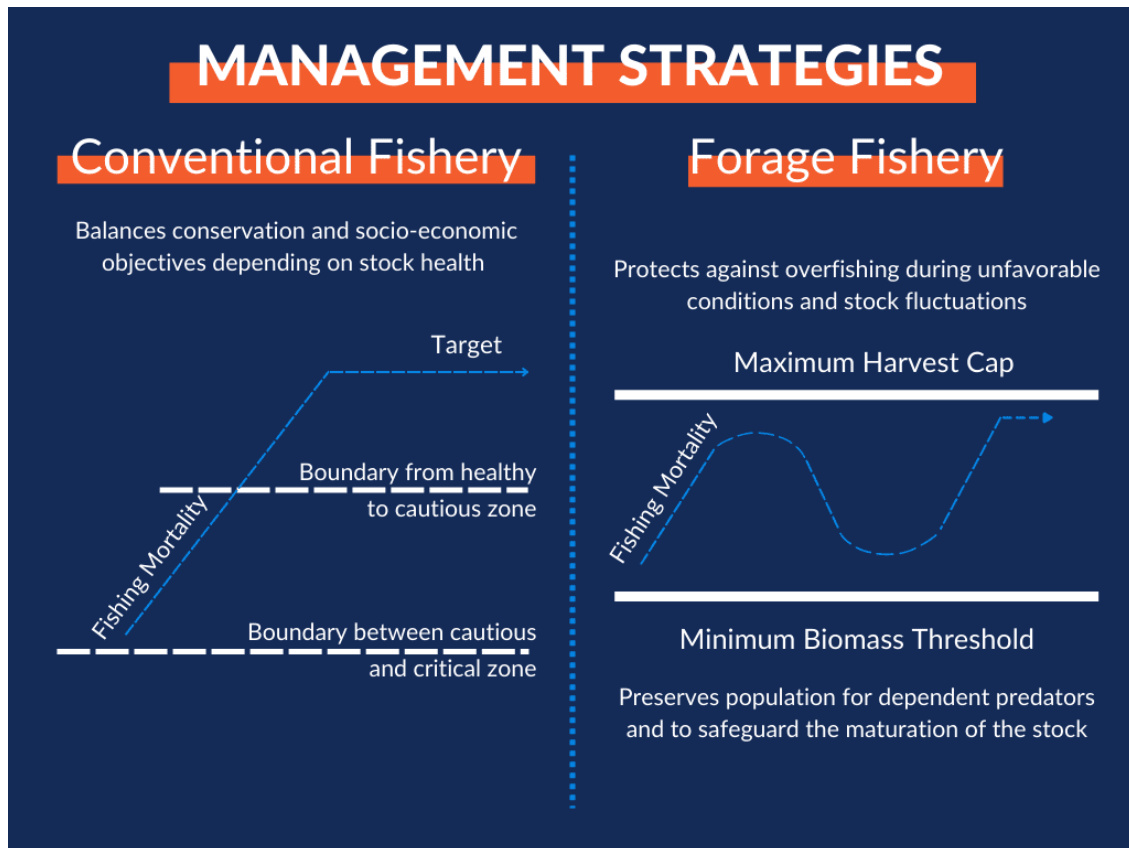 MANAGEMENT STRATEGIES
Conventional Fishery
Balances conservation and socio-economic
objectives depending on stock health
Target
Boundary from healthy
to cautious zone
Fishing Mortality
Boundary between cautious
and critical zone
Forage Fishery
Protects against overfishing during unfavorable
conditions and stock fluctuations
Maximum Harvest Cap
Fishing Mortality
Minimum Biomass Threshold
Preserves population for dependent predators
and to safeguard the maturation of the stock